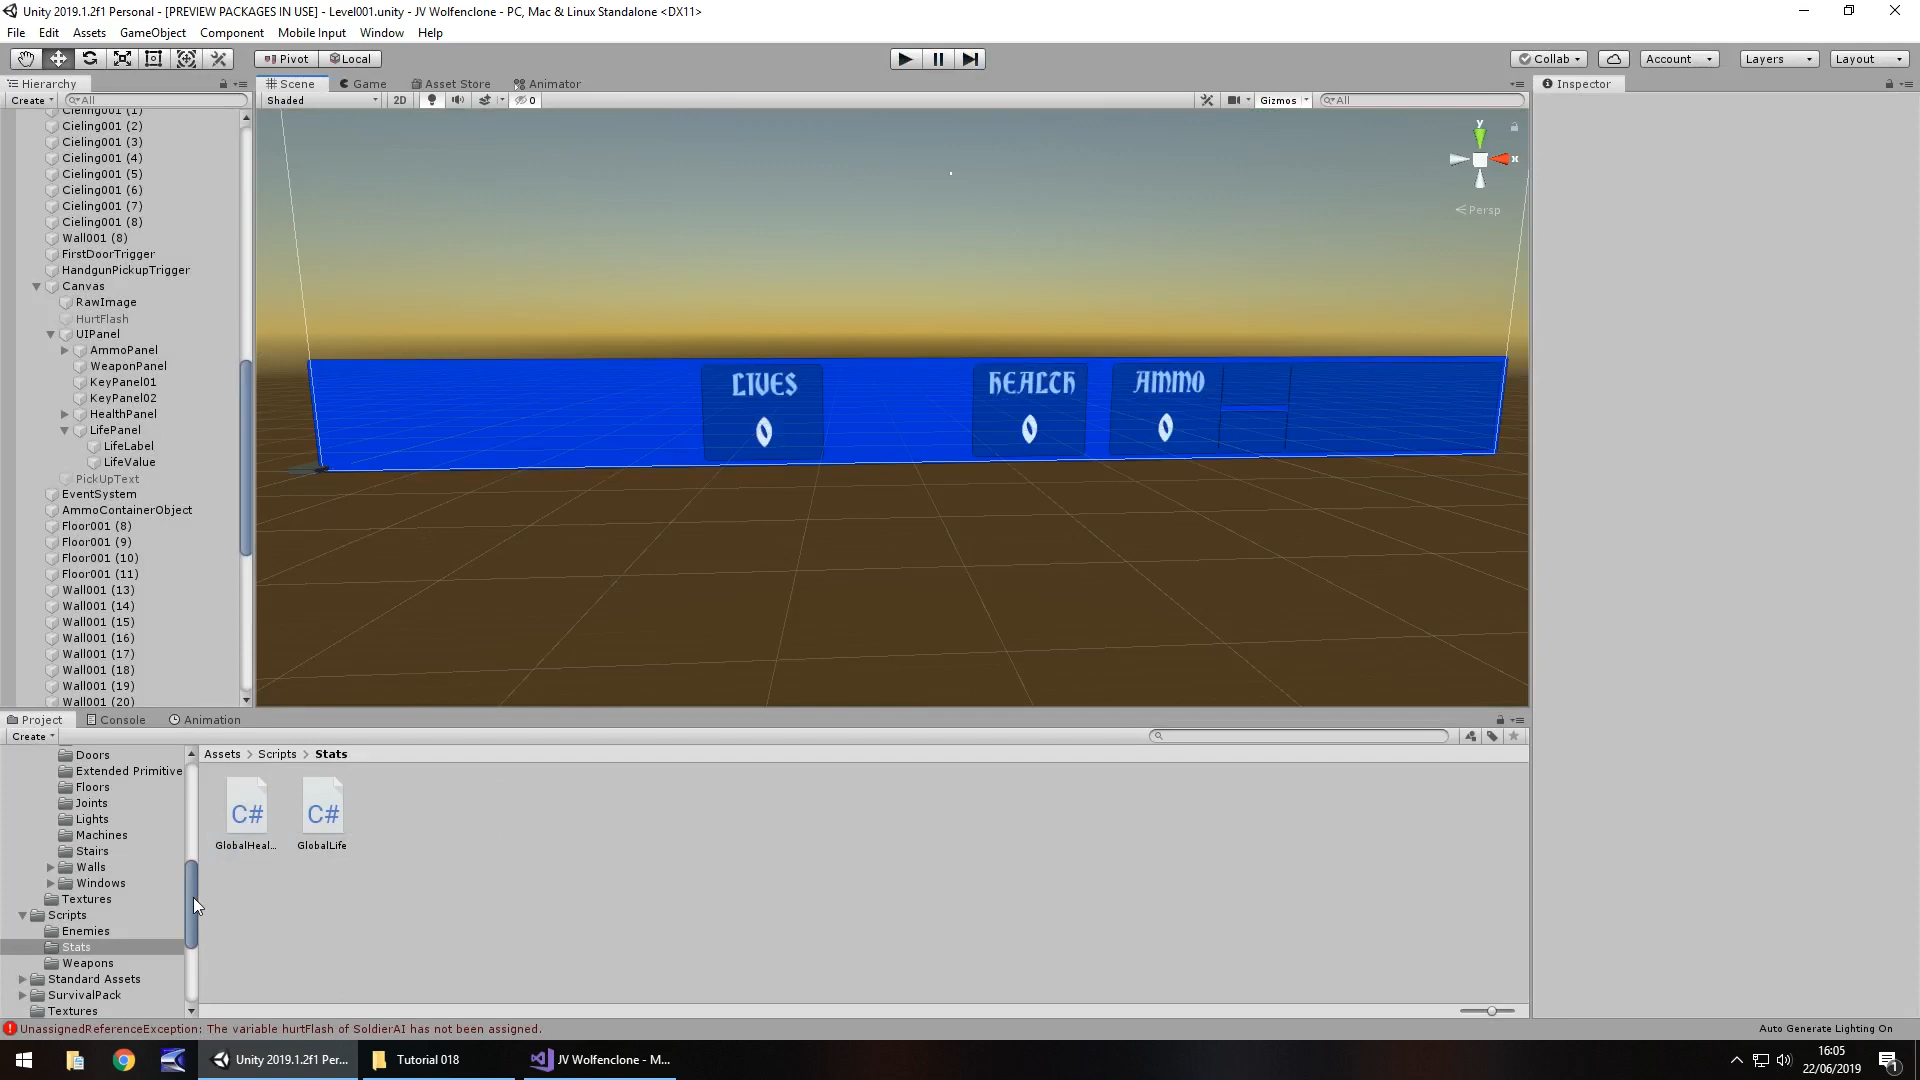 Unity 2019.1.2f1 Personal - [PREVIEW PACKAGES IN USE] - Level001.unity - JV Wolfenclone - PC, Mac & Linux Standalone <DX11>
File Edit Assets GameObject Component Mobile Input Window Help
Pivot Local Collab Account Layers Layout
Hierarchy Scene Game Asset Store Animator Inspector
Create All Shaded 2D 0 Gizmos All
Cieling001 (1)
Cieling001 (2)
Cieling001 (3)
Cieling001 (4)
Cieling001 (5)
Cieling001 (6)
Cieling001 (7)
Cieling001 (8)
Wall001 (8)
FirstDoorTrigger
HandgunPickupTrigger
Canvas
RawImage
HurtFlash
UIPanel
AmmoPanel
WeaponPanel
KeyPanel01
KeyPanel02
HealthPanel
LifePanel
LifeLabel
LifeValue
PickUpText
EventSystem
AmmoContainerObject
Floor001 (8)
Floor001 (9)
Floor001 (10)
Floor001 (11)
Wall001 (13)
Wall001 (14)
Wall001 (15)
Wall001 (16)
Wall001 (17)
Wall001 (18)
Wall001 (19)
Wall001 (20)
y
x
Persp
LIVES HEALTH AMMO
0 0 0
Project Console Animation
Create
Doors
Extended Primitive
Floors
Joints
Lights
Machines
Stairs
Walls
Windows
Textures
Scripts
Enemies
Stats
Weapons
Standard Assets
SurvivalPack
Textures
Assets > Scripts > Stats
C# C#
GlobalHeal... GlobalLife
UnassignedReferenceException: The variable hurtFlash of SoldierAI has not been assigned.
Auto Generate Lighting On
Unity 2019.1.2f1 Per... Tutorial 018 JV Wolfenclone - M...
16:05
22/06/2019
1